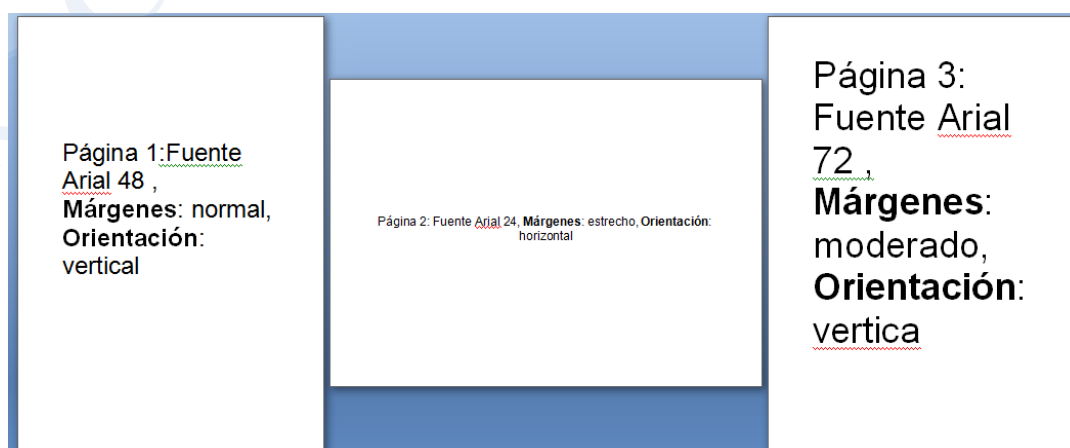 Página 1:Fuente
Arial 48 ,
Márgenes: normal,
Orientación:
vertical
Página 2: Fuente Arial 24, Márgenes: estrecho, Orientación:
horizontal
Página 3:
Fuente Arial
72 ,
Márgenes:
moderado,
Orientación:
vertica